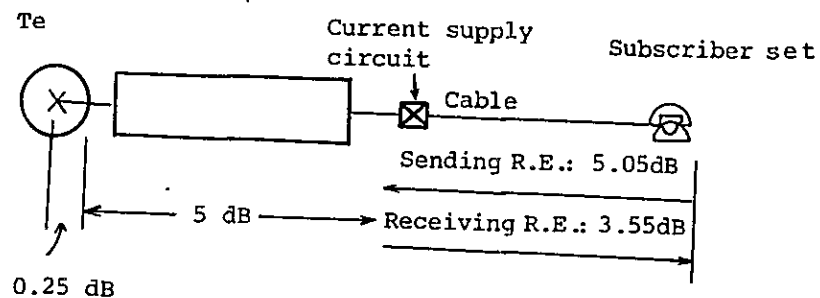 Te
Current supply
circuit
Subscriber set
Cable
Sending R.E.: 5.05dB
5 dB
Receiving R.E.: 3.55dB
0.25 dB